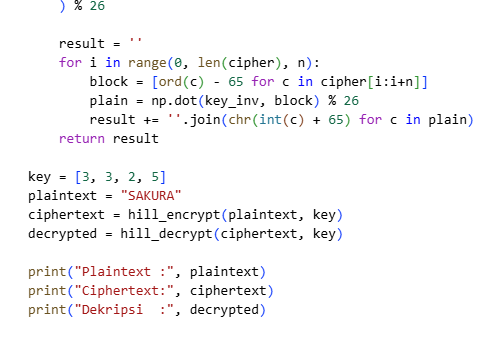 ) % 26

    result = ''
    for i in range(0, len(cipher), n):
        block = [ord(c) - 65 for c in cipher[i:i+n]]
        plain = np.dot(key_inv, block) % 26
        result += ''.join(chr(int(c) + 65) for c in plain)
    return result

key = [3, 3, 2, 5]
plaintext = "SAKURA"
ciphertext = hill_encrypt(plaintext, key)
decrypted = hill_decrypt(ciphertext, key)

print("Plaintext :", plaintext)
print("Ciphertext:", ciphertext)
print("Dekripsi  :", decrypted)